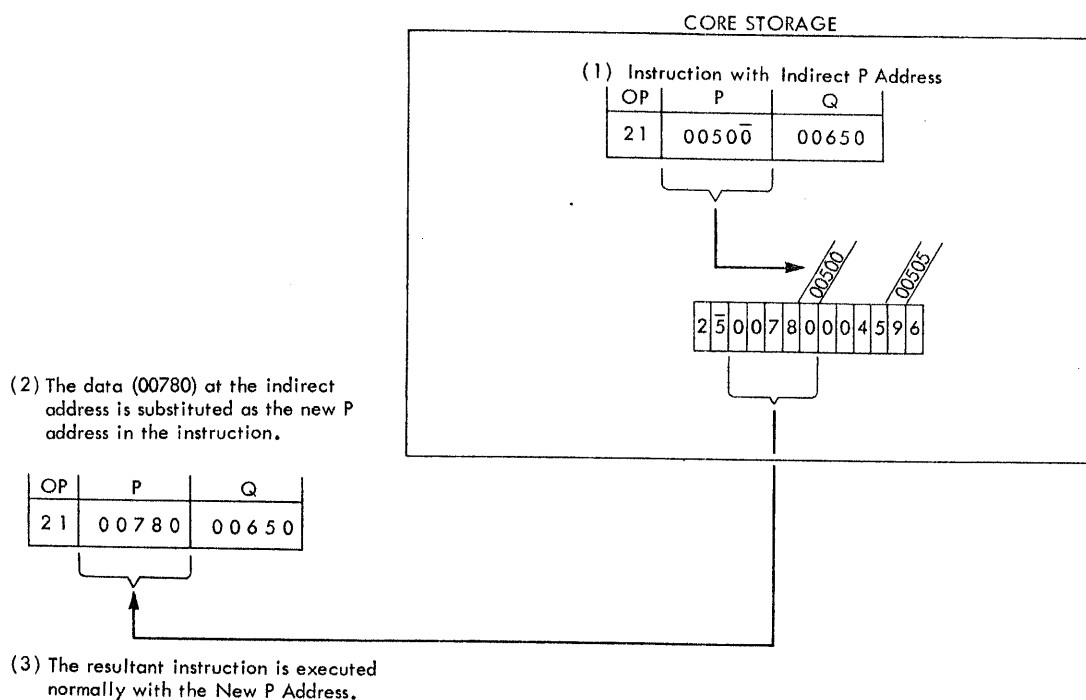 CORE STORAGE
(1) Instruction with Indirect P Address
OP P Q
21 00500̅ 00650
00500 00505
2 5̅ 0 0 7 8 0 0 0 4 5 9 6
(2) The data (00780) at the indirect
address is substituted as the new P
address in the instruction.
OP P Q
21 00780 00650
(3) The resultant instruction is executed
normally with the New P Address.